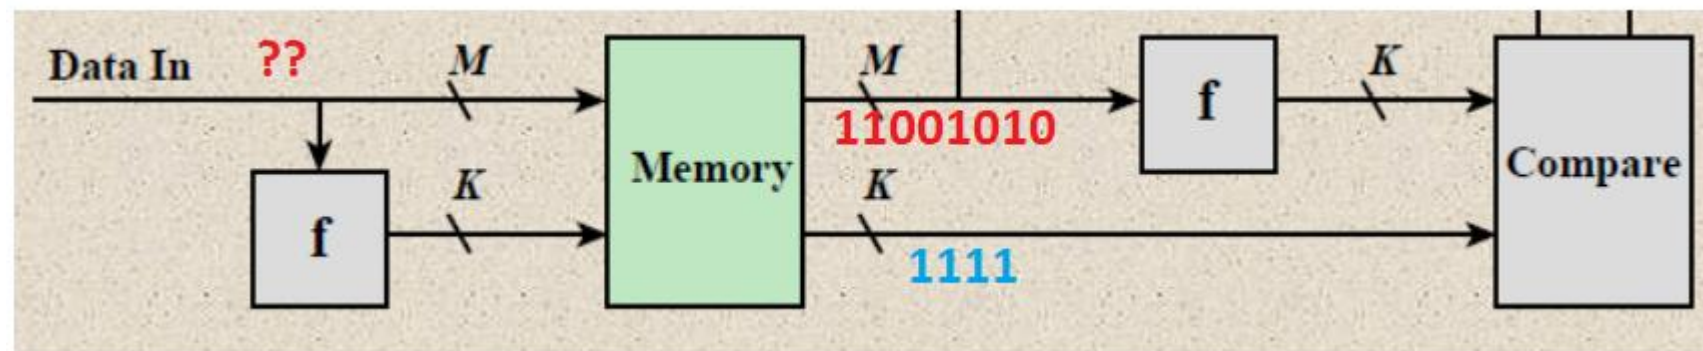 Data In ?? M M K
11001010
f
Memory
Compare
K K
f
1111